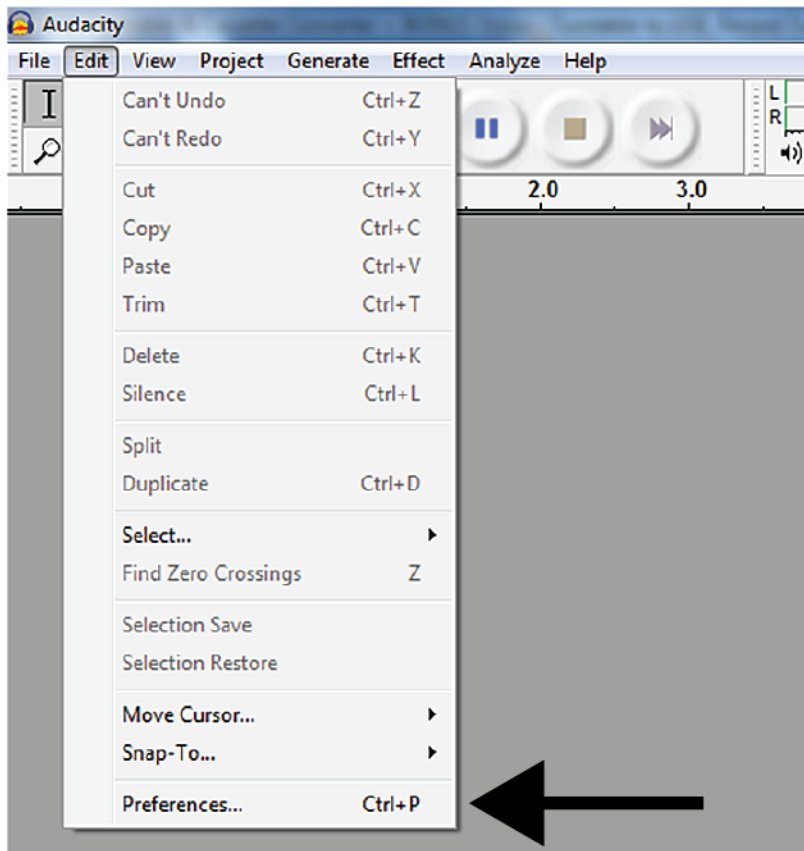 Audacity
File Edit View Project Generate Effect Analyze Help
Can't Undo Ctrl+Z
Can't Redo Ctrl+Y
L
R
Cut Ctrl+X
2.0 3.0
Copy Ctrl+C
Paste Ctrl+V
Trim Ctrl+T
Delete Ctrl+K
Silence Ctrl+L
Split
Duplicate Ctrl+D
Select...
Find Zero Crossings Z
Selection Save
Selection Restore
Move Cursor...
Snap-To...
Preferences... Ctrl+P